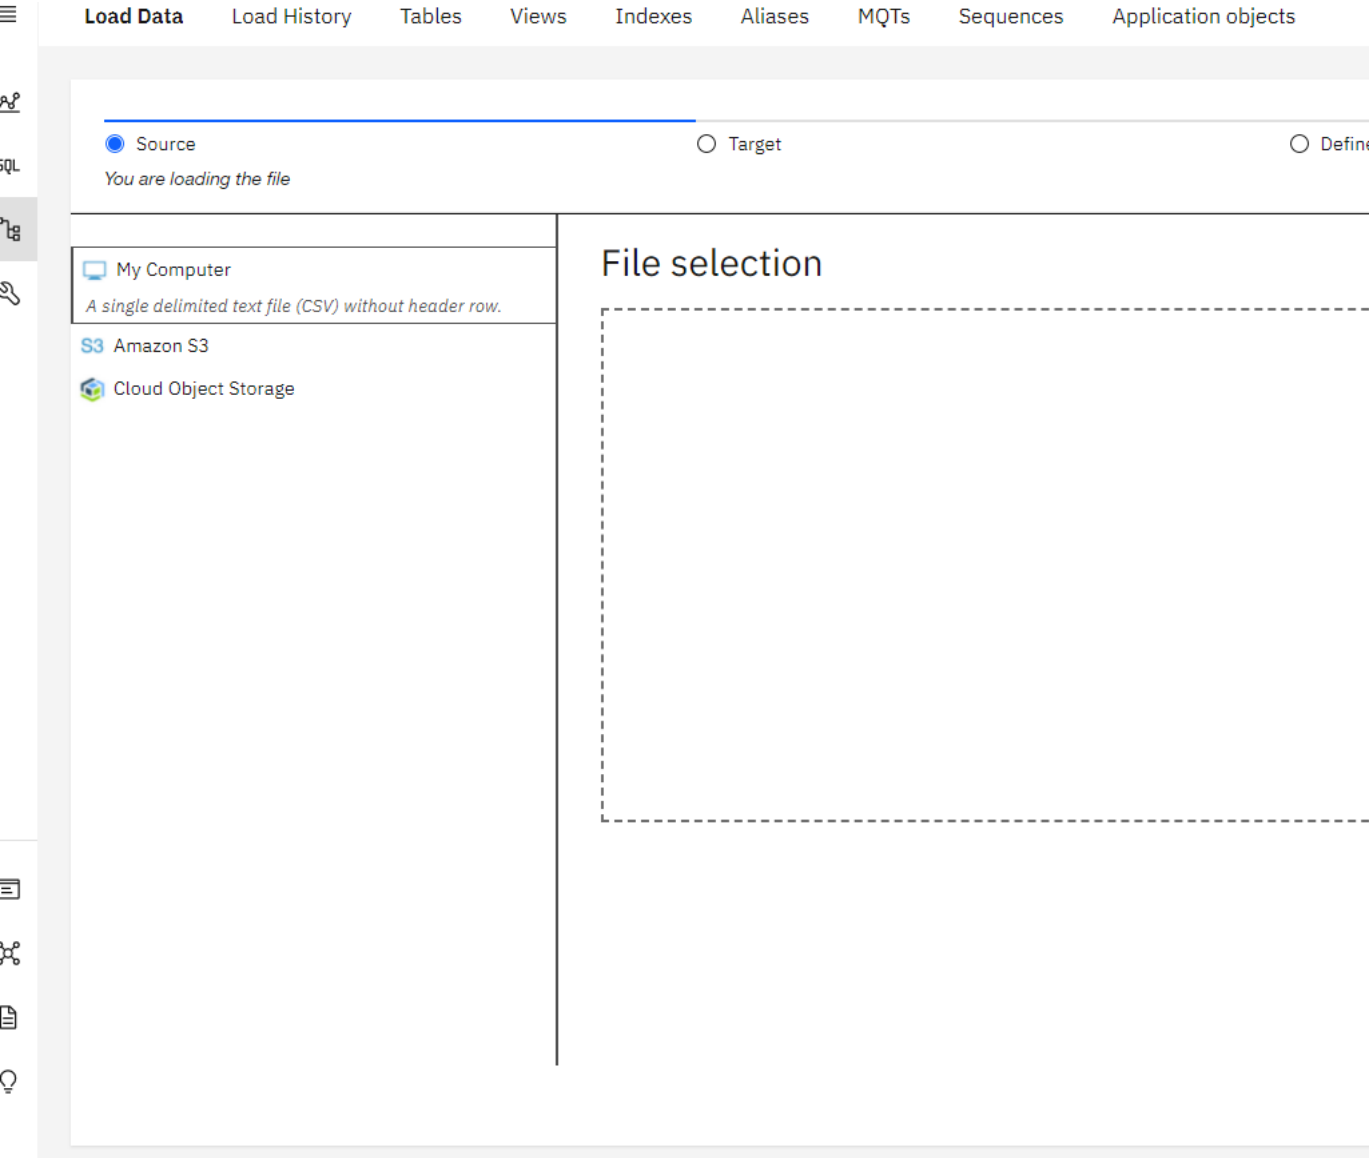 Load Data Load History Tables Views Indexes Aliases MQTs Sequences Application objects
Source Target Define
You are loading the file
My Computer
File selection
A single delimited text file (CSV) without header row.
S3 Amazon S3
Cloud Object Storage
SQL